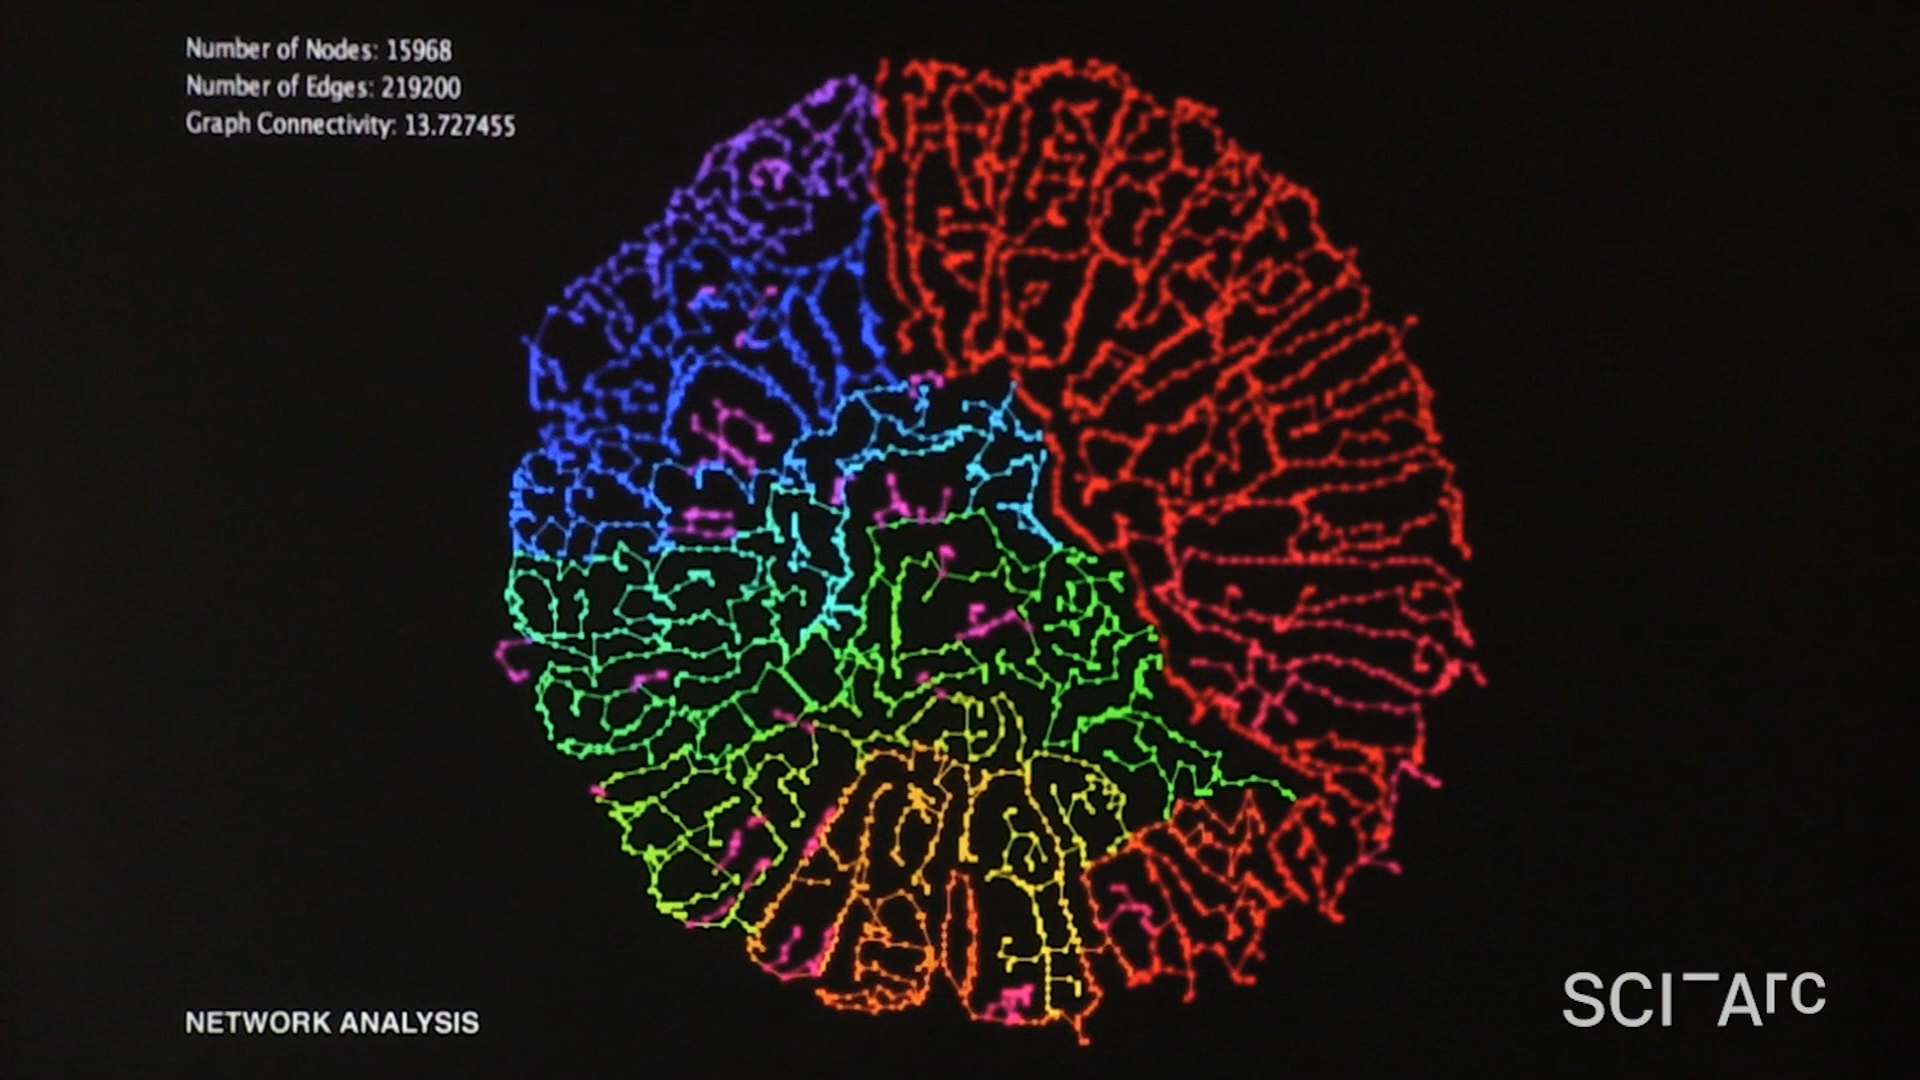 Number of Nodes: 15968
Number of Edges: 219200
Graph Connectivity: 13.727455
NETWORK ANALYSIS
SCI-Arc